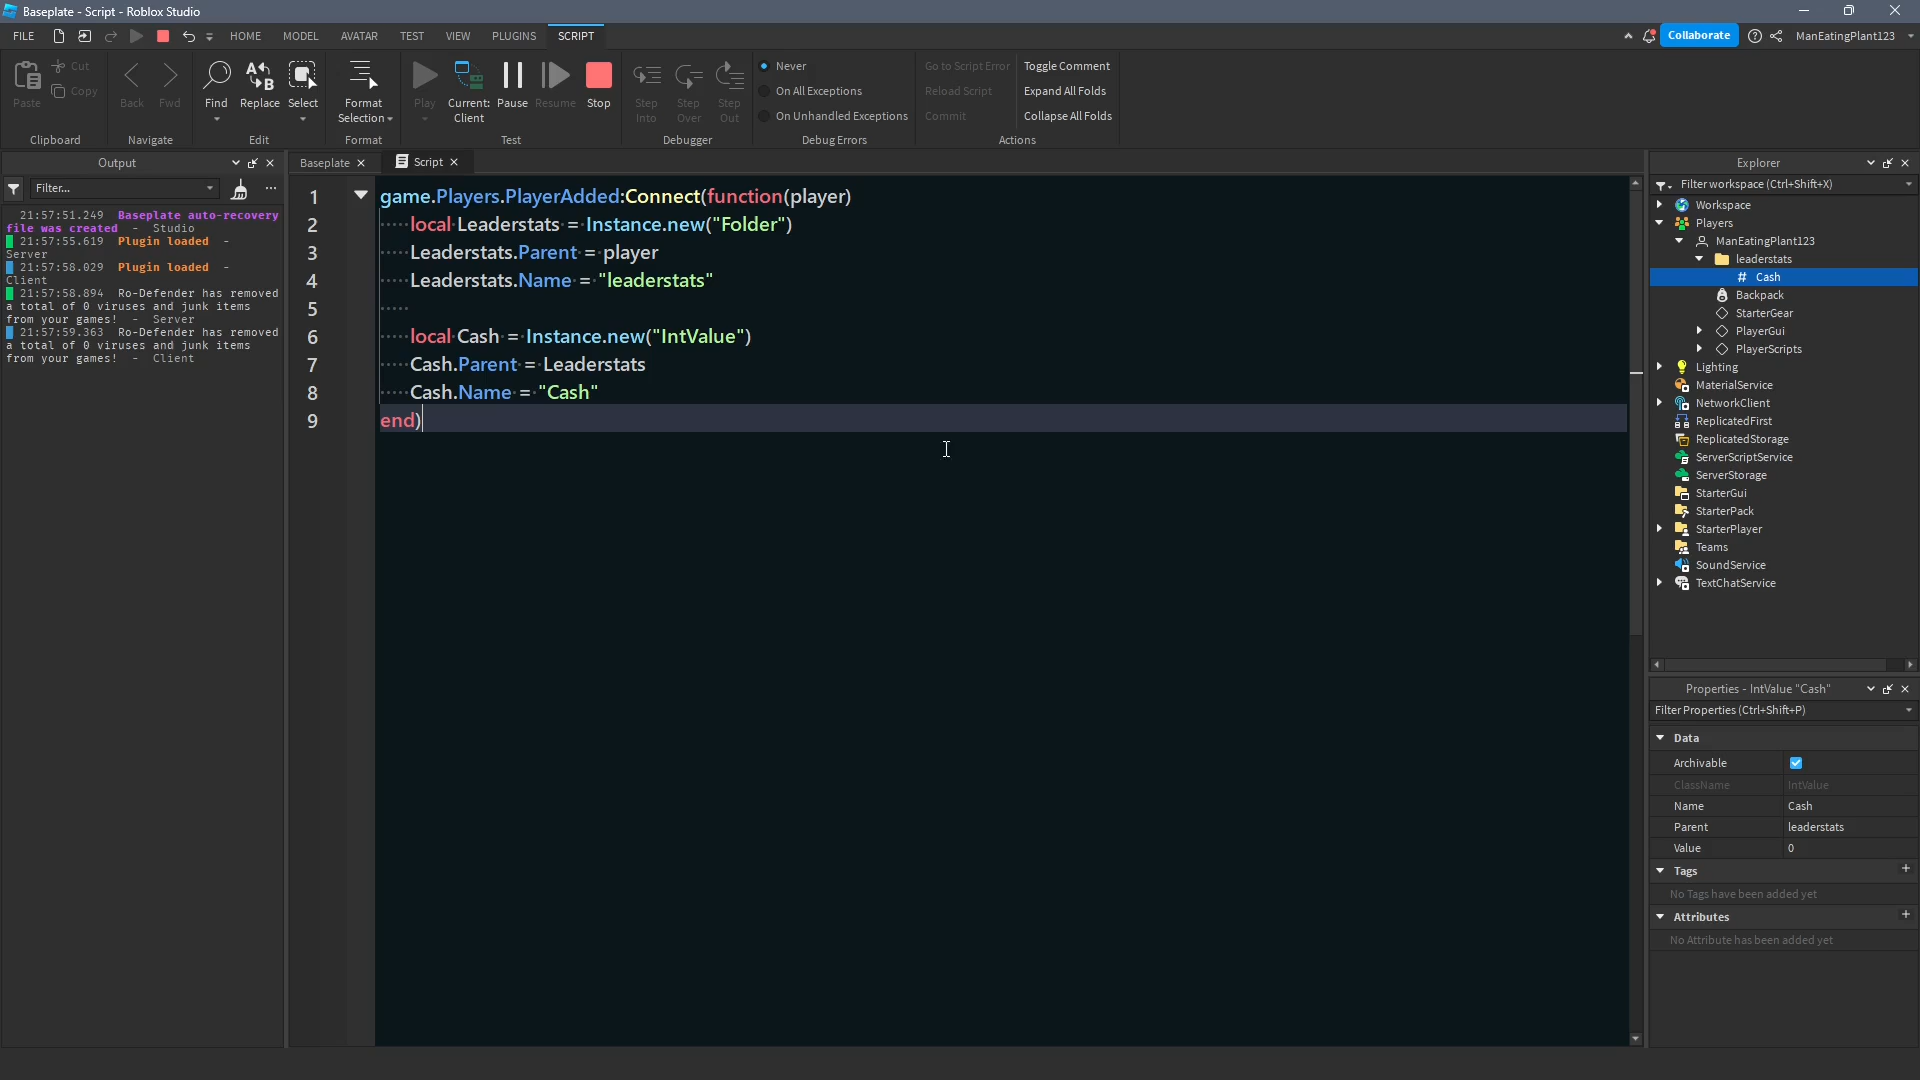 Baseplate - Script - Roblox Studio
FILE HOME MODEL AVATAR TEST VIEW PLUGINS SCRIPT Collaborate ManEatingPlant123
Paste
Cut
Copy
Clipboard
Back Fwd
Navigate
Find Replace Select
Edit
Format
Selection
Format
Play
Current:
Client
Pause Resume Stop
Test
Step
Into
Step
Over
Step
Out
Debugger
Never
On All Exceptions
On Unhandled Exceptions
Debug Errors
Go to Script Error
Reload Script
Commit
Toggle Comment
Expand All Folds
Collapse All Folds
Actions
Output
Filter...
21:57:51.249 Baseplate auto-recovery
file was created - Studio
21:57:55.619 Plugin loaded -
Server
21:57:58.029 Plugin loaded -
Client
21:57:58.894 Ro-Defender has removed
a total of 0 viruses and junk items
from your games! - Server
21:57:59.363 Ro-Defender has removed
a total of 0 viruses and junk items
from your games! - Client
Baseplate Script
1 game.Players.PlayerAdded:Connect(function(player)
2 local Leaderstats = Instance.new("Folder")
3 Leaderstats.Parent = player
4 Leaderstats.Name = "leaderstats"
5
6 local Cash = Instance.new("IntValue")
7 Cash.Parent = Leaderstats
8 Cash.Name = "Cash"
9 end)
Explorer
Filter workspace (Ctrl+Shift+X)
Workspace
Players
ManEatingPlant123
leaderstats
# Cash
Backpack
StarterGear
PlayerGui
PlayerScripts
Lighting
MaterialService
NetworkClient
ReplicatedFirst
ReplicatedStorage
ServerScriptService
ServerStorage
StarterGui
StarterPack
StarterPlayer
Teams
SoundService
TextChatService
Properties - IntValue "Cash"
Filter Properties (Ctrl+Shift+P)
Data
Archivable
ClassName IntValue
Name Cash
Parent leaderstats
Value 0
Tags +
No Tags have been added yet
Attributes +
No Attribute has been added yet